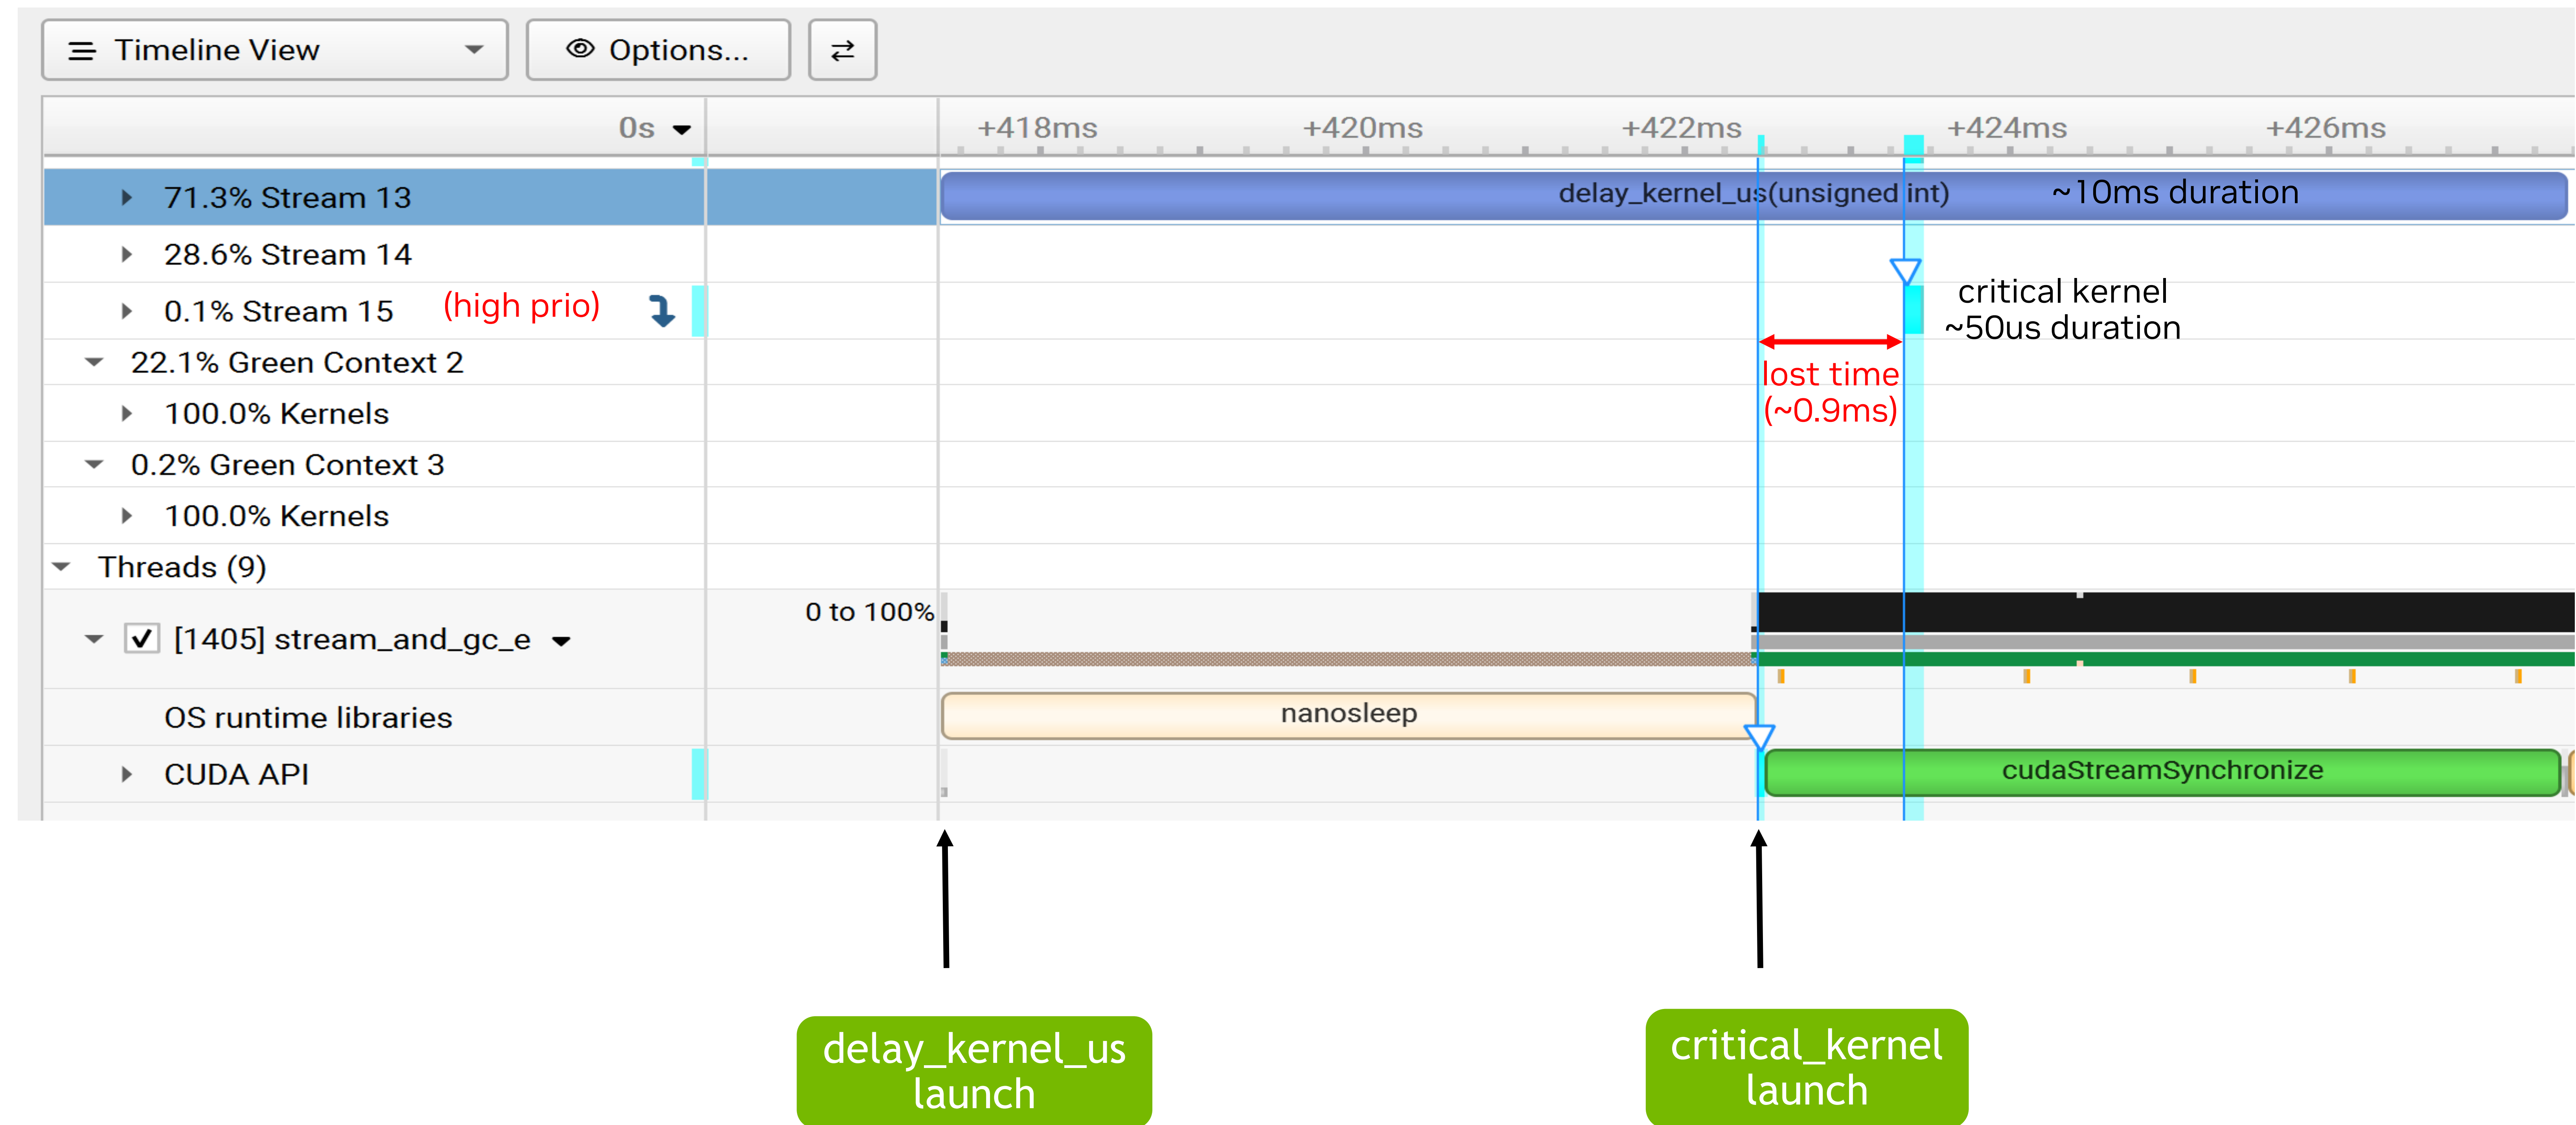 Timeline View
Options...
0s
+418ms
+420ms
+422ms
+424ms
+426ms
71.3% Stream 13
delay_kernel_us(unsigned int)
~10ms duration
28.6% Stream 14
0.1% Stream 15
(high prio)
critical kernel
~50us duration
lost time
(~0.9ms)
22.1% Green Context 2
100.0% Kernels
0.2% Green Context 3
100.0% Kernels
Threads (9)
0 to 100%
[1405] stream_and_gc_e
OS runtime libraries
nanosleep
CUDA API
cudaStreamSynchronize
delay_kernel_us
launch
critical_kernel
launch